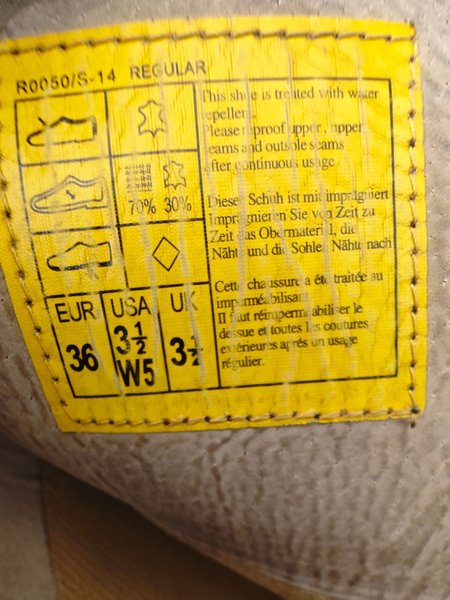 R0050/S-14 REGULAR
70% 30%
EUR USA UK
36 3½ W5 3½
This shoe is treated with water
repellent.
Please reproof upper, upper
seams and outsole seams
after continuous usage.
Dieser Schuh ist mit imprägniert
Imprägnieren Sie von Zeit zu
Zeit das Obermaterial, die
Nähte und die Sohlen Nähte nach
Cette chaussure a été traitée au
imperméabilisant
Il faut réimperméabiliser le
dessue et toutes les coutures
extérieures aprés un usage
régulier.